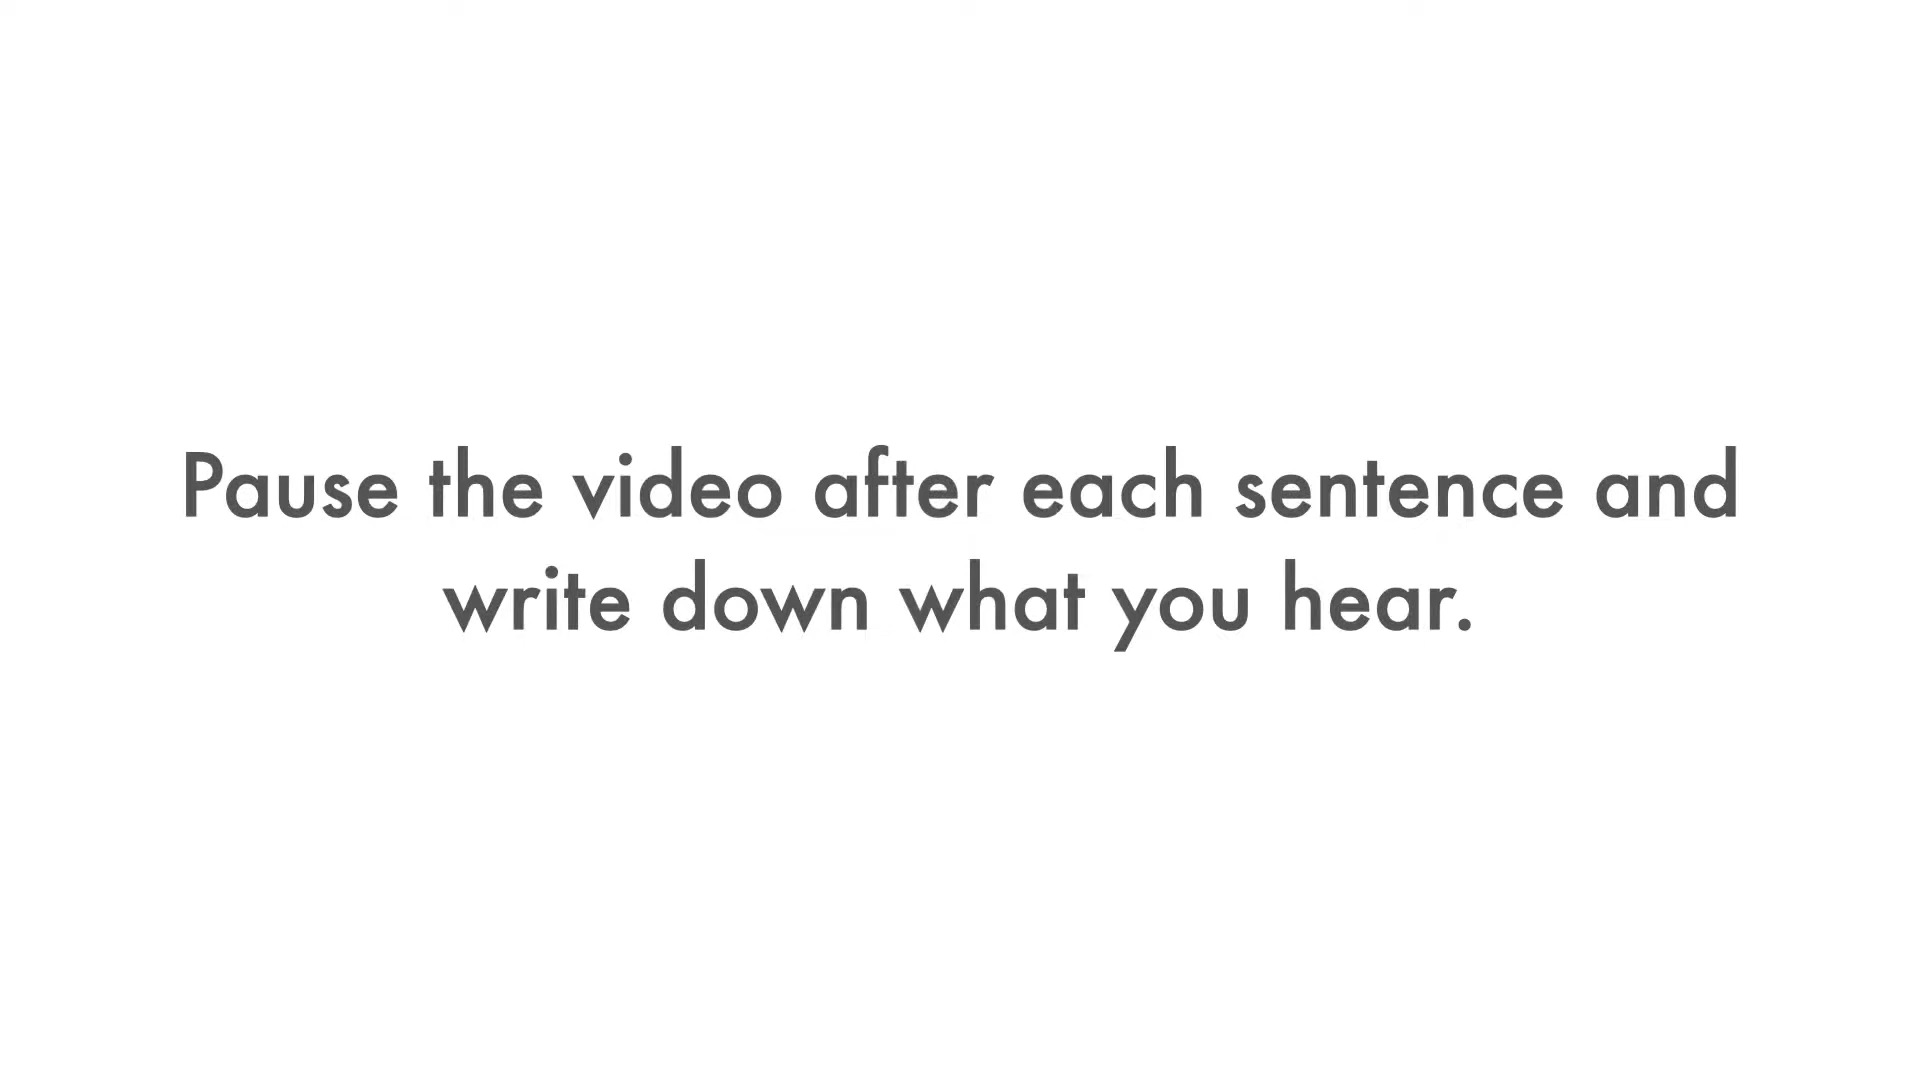 Pause the video after each sentence and
write down what you hear.